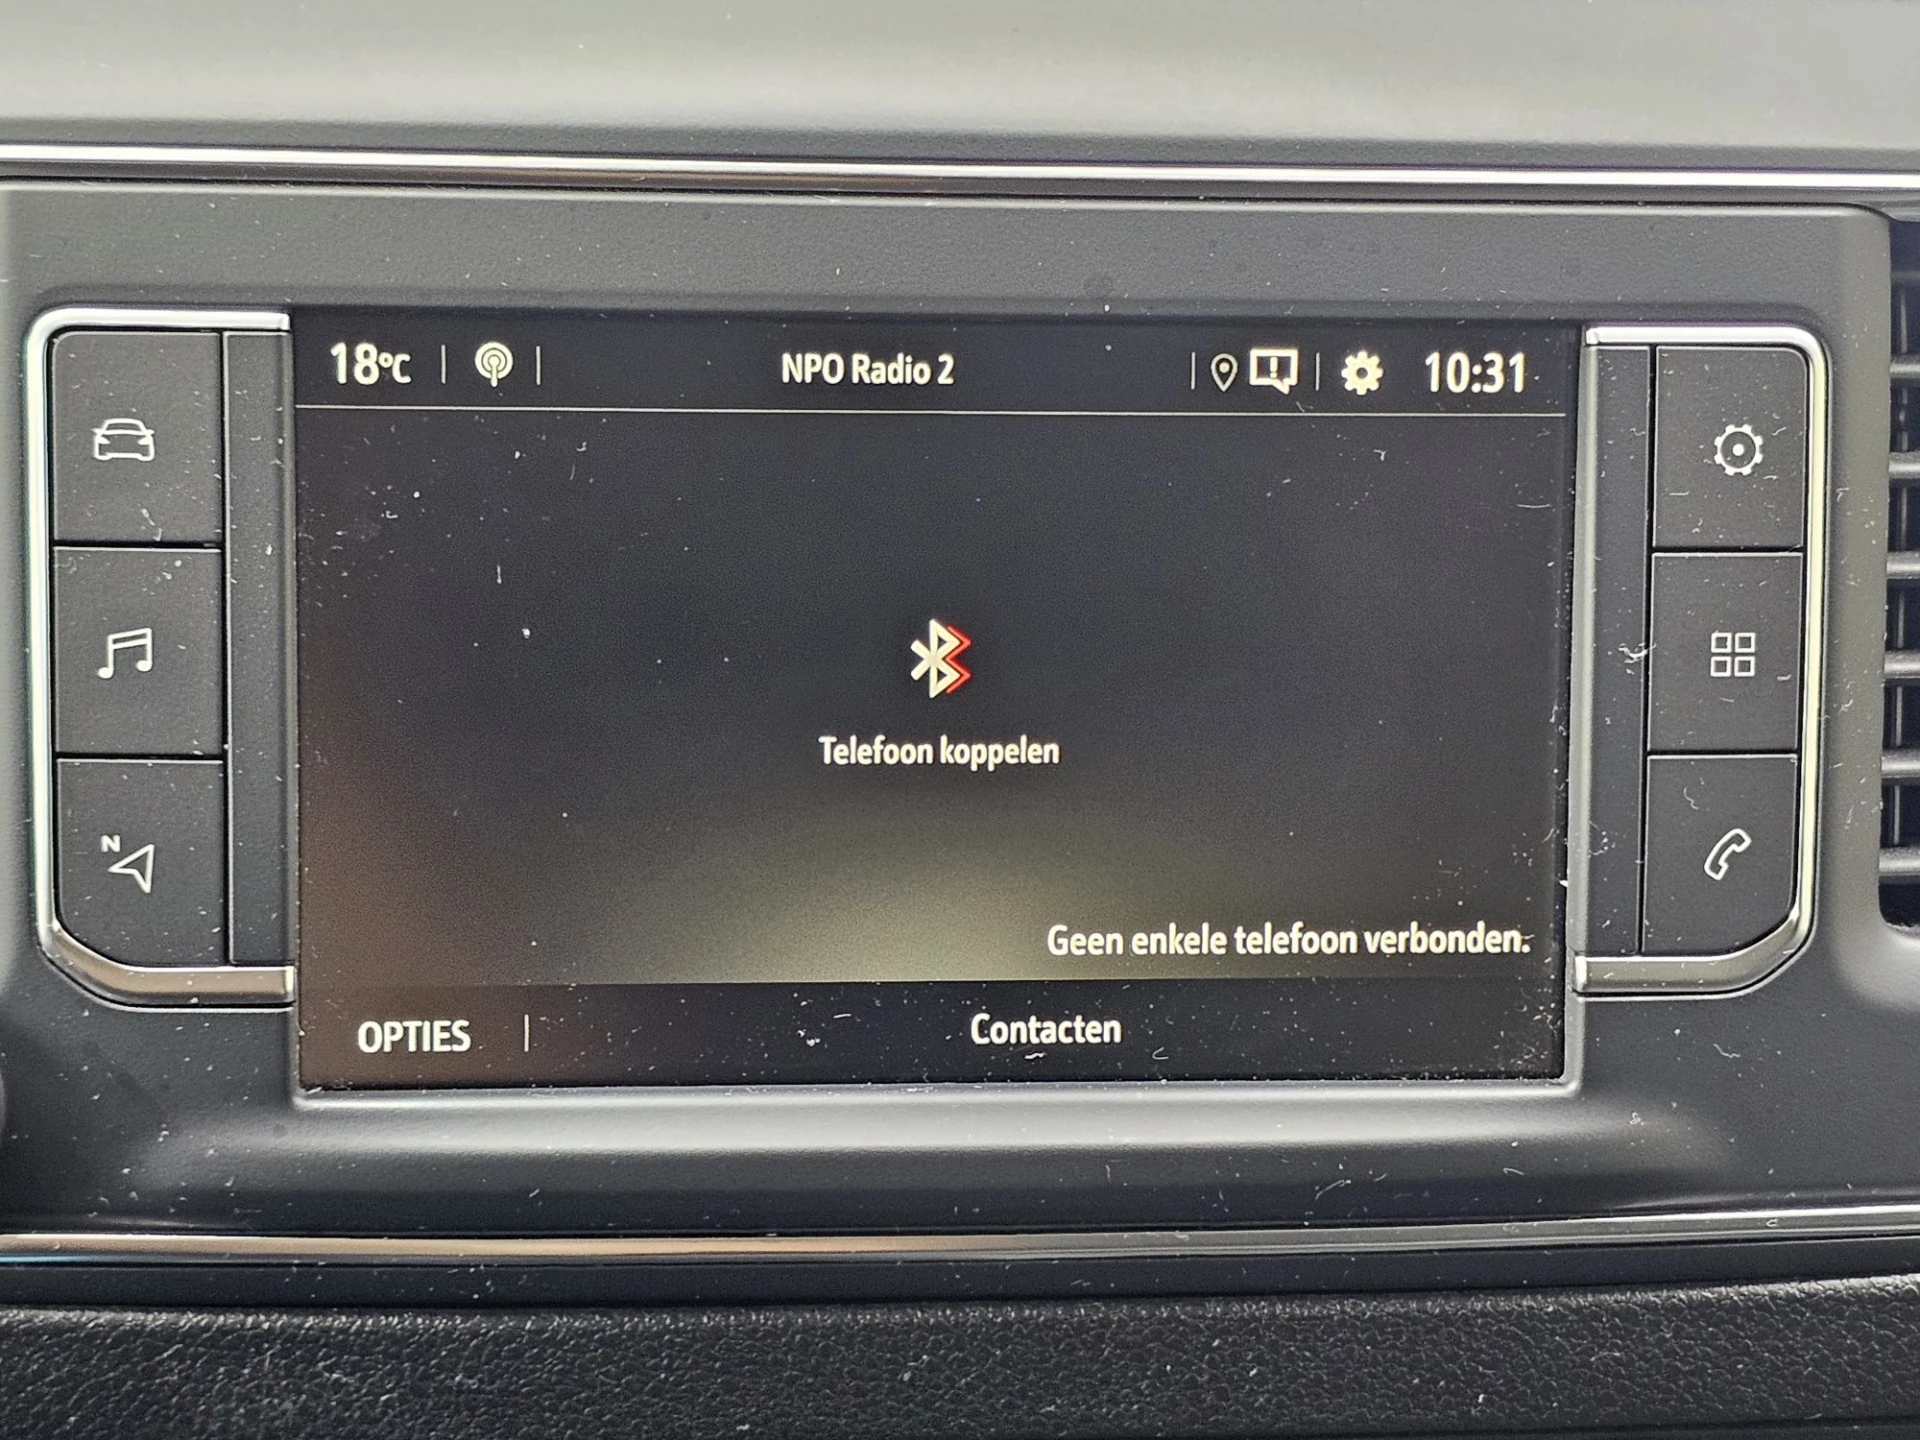 18°C
NPO Radio 2
10:31
N
Telefoon koppelen
Geen enkele telefoon verbonden.
OPTIES
Contacten